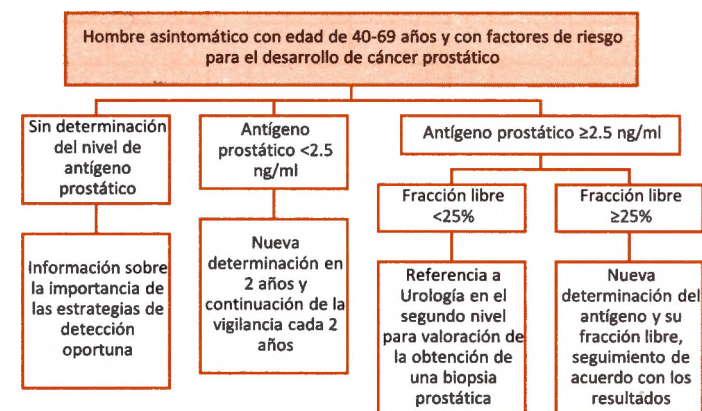 Hombre asintomático con edad de 40-69 años y con factores de riesgo
para el desarrollo de cáncer prostático
Sin determinación
del nivel de
antígeno
prostático
Antígeno
prostático <2.5
ng/ml
Antígeno prostático ≥2.5 ng/ml
Fracción libre
<25%
Fracción libre
≥25%
Información sobre
la importancia de
las estrategias de
detección
oportuna
Nueva
determinación en
2 años y
continuación de la
vigilancia cada 2
años
Referencia a
Urología en el
segundo nivel
para valoración de
la obtención de
una biopsia
prostática
Nueva
determinación del
antígeno y su
fracción libre,
seguimiento de
acuerdo con los
resultados